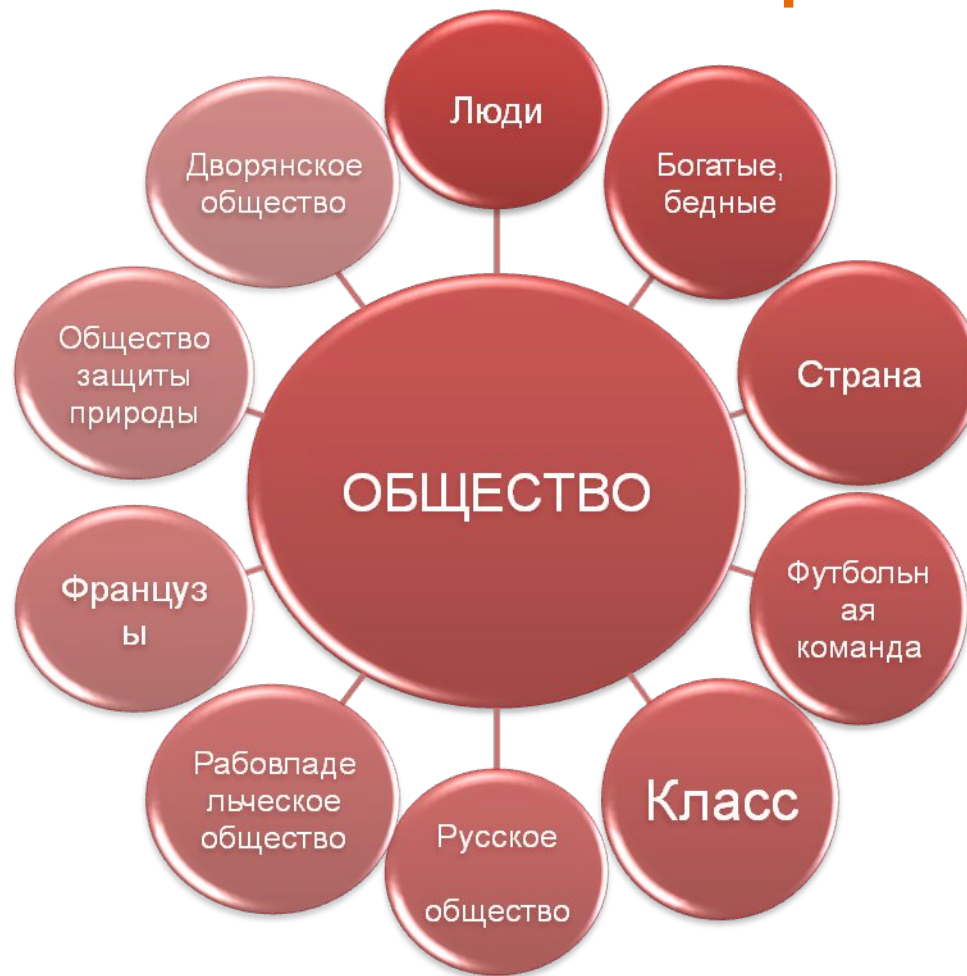 Люди
Богатые,
бедные
Страна
Футбольн
ая
команда
Класс
Русское
общество
Рабовладе
льческое
общество
Француз
ы
Общество
защиты
природы
Дворянское
общество
ОБЩЕСТВО